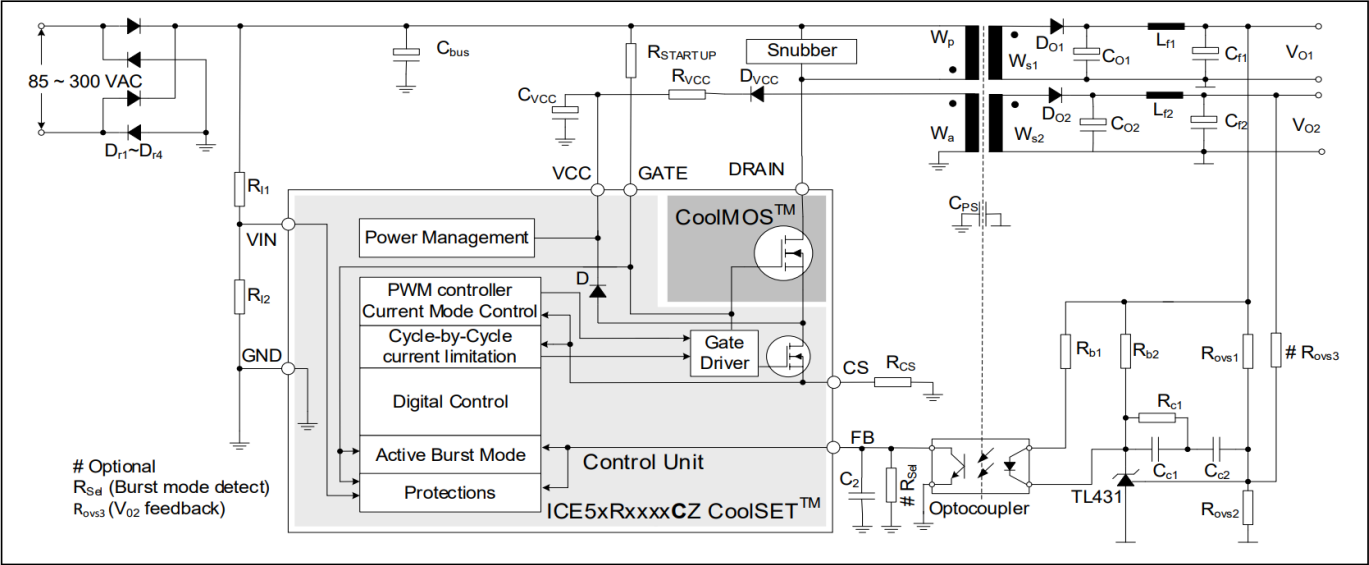 Cbus
RSTARTUP
Snubber
Wp
Ws1
DO1
CO1
Lf1
Cf1
VO1
85 ~ 300 VAC
RVCC
DVCC
CVCC
Dr1~Dr4
Wa
Ws2
DO2
CO2
Lf2
Cf2
VO2
VCC
GATE
DRAIN
RI1
CPS
CoolMOS™
VIN
Power Management
D
PWM controller
Current Mode Control
RI2
Cycle-by-Cycle
current limitation
Gate
Driver
Rb1
Rb2
Rovs1
# Rovs3
GND
CS
RCS
Digital Control
Rc1
FB
Active Burst Mode
Control Unit
Cc1
Cc2
# Optional
RSel (Burst mode detect)
Rovs3 (V02 feedback)
Protections
C2
# RSel
TL431
ICE5xRxxxxCZ CoolSET™
Optocoupler
Rovs2